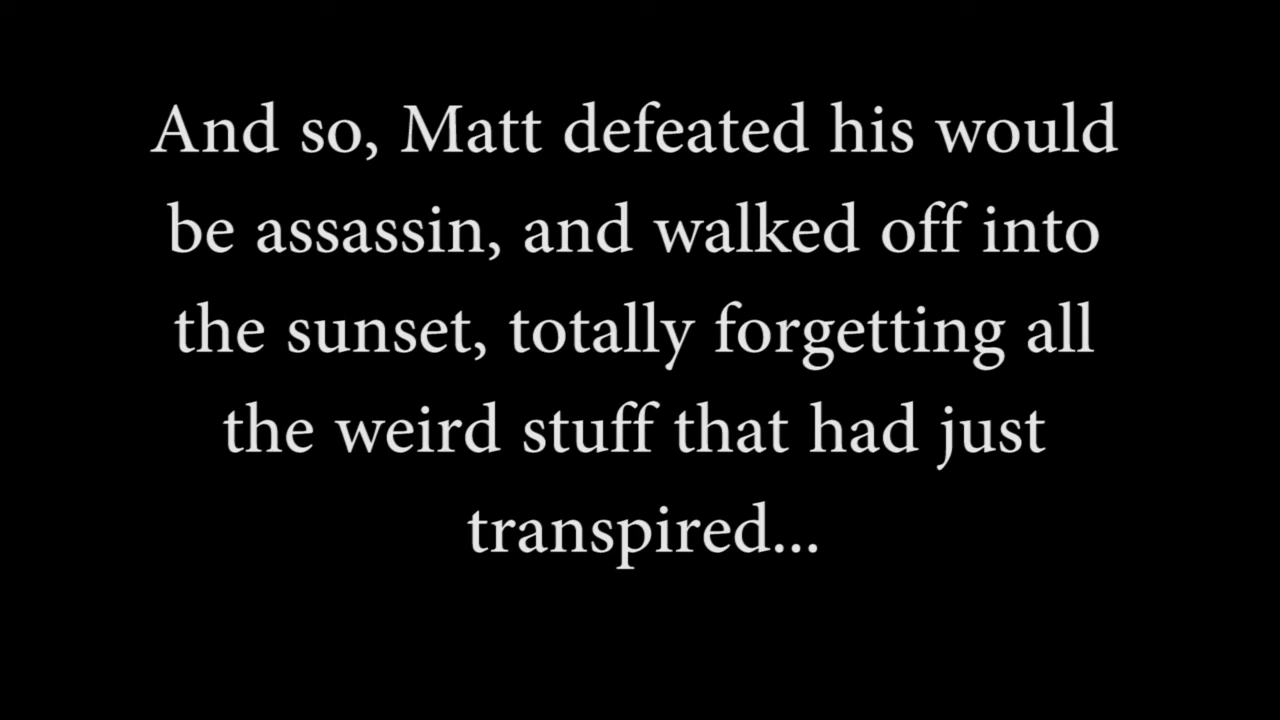 And so, Matt defeated his would
be assassin, and walked off into
the sunset, totally forgetting all
the weird stuff that had just
transpired...